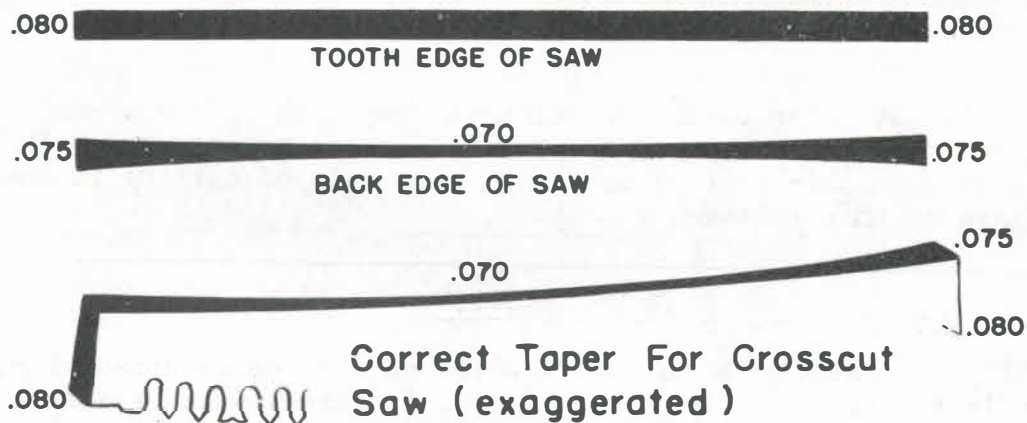 .080 .080
TOOTH EDGE OF SAW
.070
.075 .075
BACK EDGE OF SAW
.075
.070
.080
Correct Taper For Crosscut
.080 Saw (exaggerated)